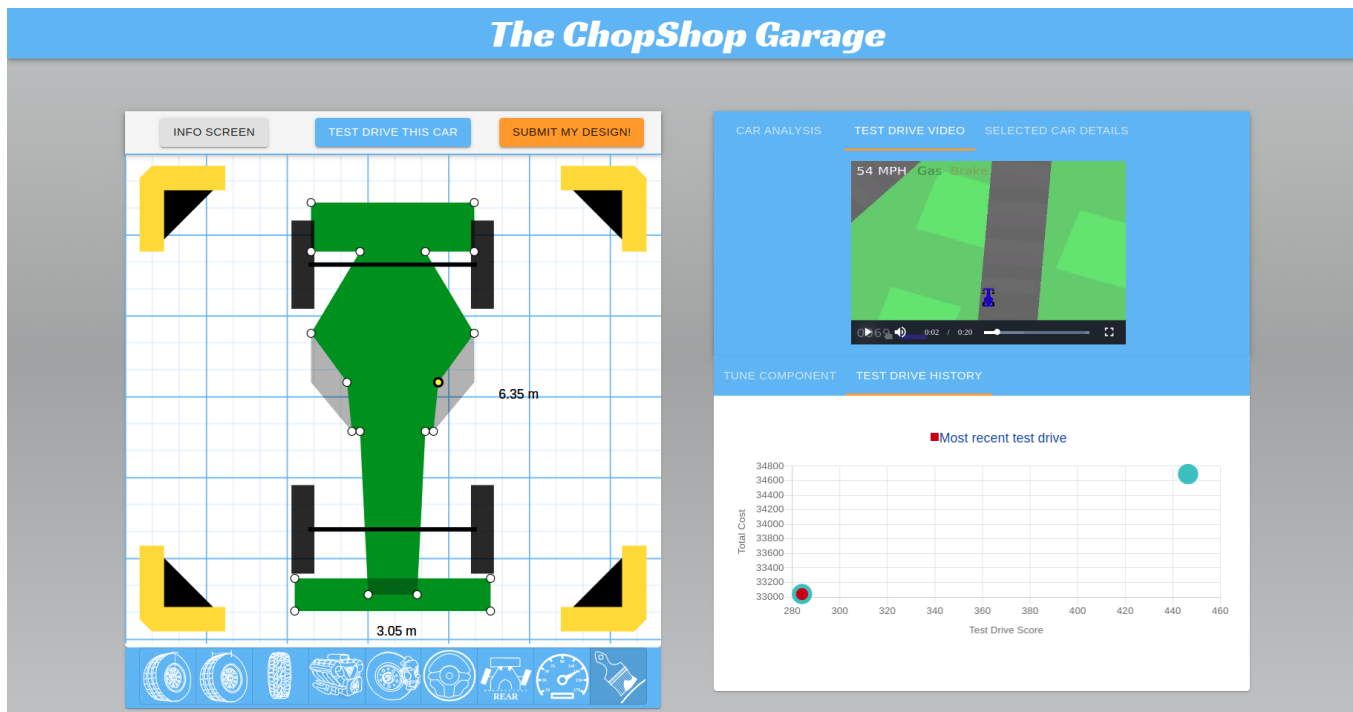 The ChopShop Garage
INFO SCREEN
TEST DRIVE THIS CAR
SUBMIT MY DESIGN!
6.35 m
3.05 m
REAR
CAR ANALYSIS
TEST DRIVE VIDEO
SELECTED CAR DETAILS
54 MPH Gas Brake
0:02 / 0:20
TUNE COMPONENT
TEST DRIVE HISTORY
Most recent test drive
Total Cost
34800
34600
34400
34200
34000
33800
33600
33400
33200
33000
280 300 320 340 360 380 400 420 440 460
Test Drive Score